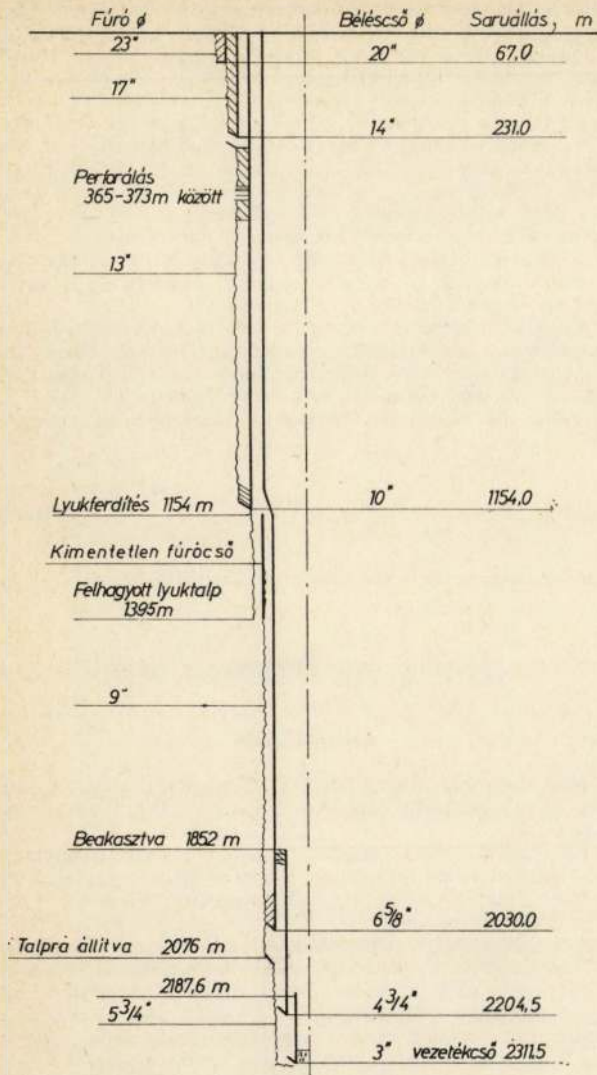 Fúró ø Béléscső ø Saruállás, m
23" 20" 67,0
17"
14" 231.0
Perforálás
365-373m között
13"
Lyukferdítés 1154 m 10" 1154,0
Kimentetlen fúrócső
Felhagyott lyuktalp
1395m
9"
Beakasztva 1852 m
6 5/8" 2030.0
Talpra állítva 2076 m
2187,6 m
5 3/4" 4 3/4" 2204,5
3" vezetékcső 2311.5